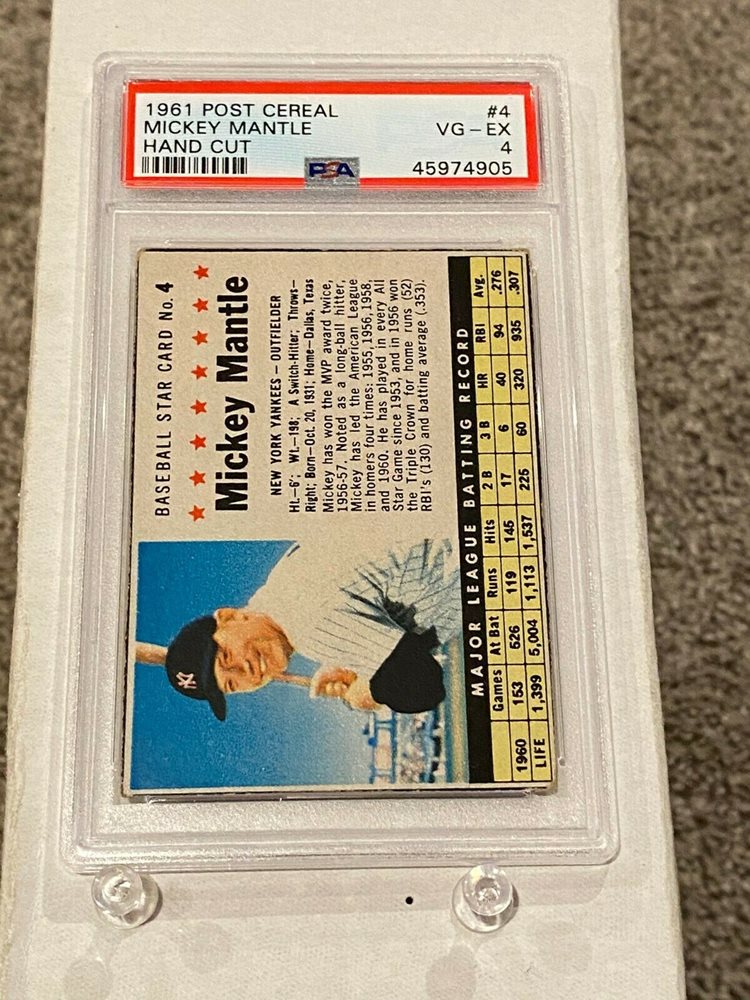 1961 POST CEREAL #4
MICKEY MANTLE VG-EX
HAND CUT 4
PSA 45974905
BASEBALL STAR CARD No. 4
Mickey Mantle
NEW YORK YANKEES — OUTFIELDER
Ht.—6'; Wt.—198; A Switch-Hitter; Throws—
Right; Born—Oct. 20, 1931; Home—Dallas, Texas
Mickey has won the MVP award twice,
1956-57. Noted as a long-ball hitter,
Mickey has led the American League
in homers four times: 1955, 1956, 1958,
and 1960. He has played in every All
Star Game since 1953, and in 1956 won
the Triple Crown for home runs (52)
RBI's (130) and batting average (.353).
NY
MAJOR LEAGUE BATTING RECORD
Games At Bat Runs Hits 2 B 3 B HR RBI Avg.
1960 153 526 119 145 17 6 40 94 .276
LIFE 1,399 5,004 1,113 1,537 225 60 320 935 .307